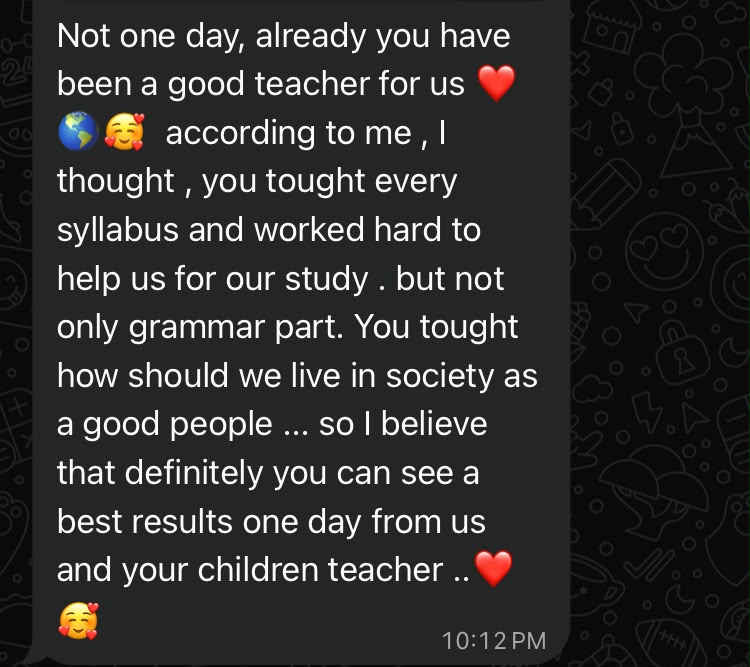 Not one day, already you have
been a good teacher for us ❤️
🌎🥰 according to me , I
thought , you tought every
syllabus and worked hard to
help us for our study . but not
only grammar part. You tought
how should we live in society as
a good people ... so I believe
that definitely you can see a
best results one day from us
and your children teacher ..❤️
🥰
10:12 PM